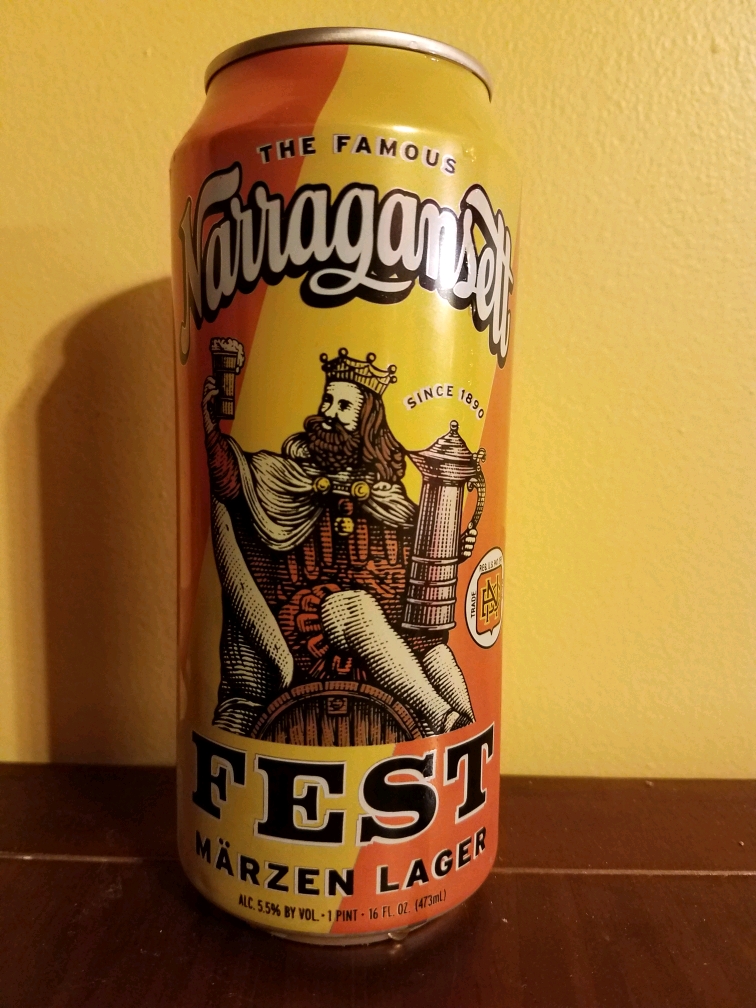 THE FAMOUS
Narragansett
SINCE 1890
TRADE
FEST
MÄRZEN LAGER
ALC. 5.5% BY VOL. • 1 PINT - 16 FL. OZ. (473mL)